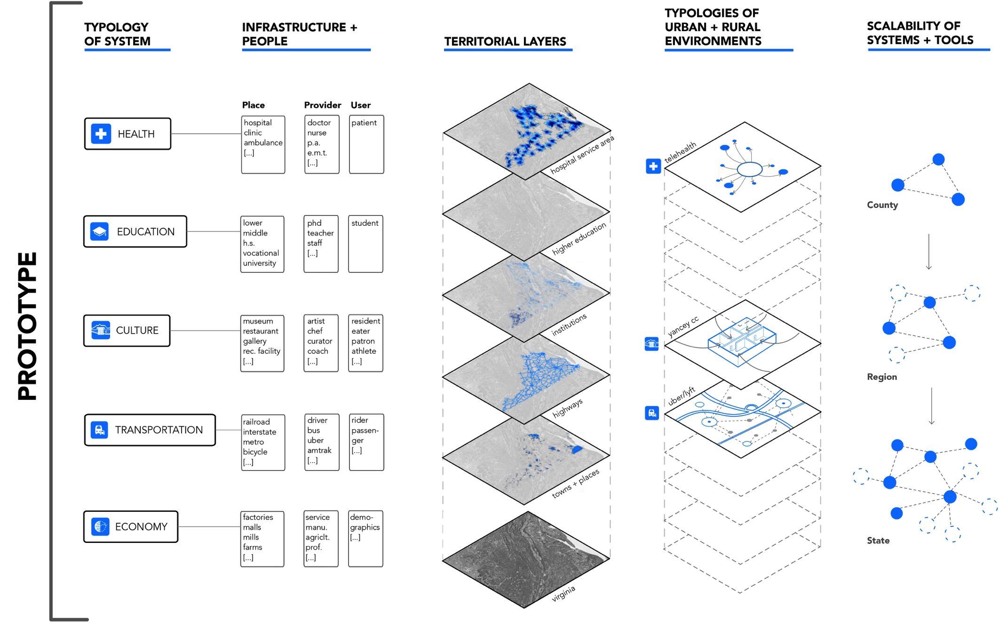 PROTOTYPE
TYPOLOGY
OF SYSTEM
INFRASTRUCTURE +
PEOPLE
TERRITORIAL LAYERS
TYPOLOGIES OF
URBAN + RURAL
ENVIRONMENTS
SCALABILITY OF
SYSTEMS + TOOLS
Place
Provider
User
HEALTH
hospital
clinic
ambulance
[...]
doctor
nurse
p.a.
e.m.t.
[...]
patient
EDUCATION
lower
middle
h.s.
vocational
university
phd
teacher
staff
[...]
student
CULTURE
museum
restaurant
gallery
rec. facility
[...]
artist
chef
curator
coach
[...]
resident
eater
patron
athlete
[...]
TRANSPORTATION
railroad
interstate
metro
bicycle
[...]
driver
bus
uber
amtrak
[...]
rider
passen-
ger
[...]
ECONOMY
factories
malls
mills
farms
[...]
service
manu.
agriclt.
prof.
[...]
demo-
graphics
[...]
hospital service area
higher education
institutions
highways
towns + places
virginia
telehealth
yancey cc
uber/lyft
County
Region
State